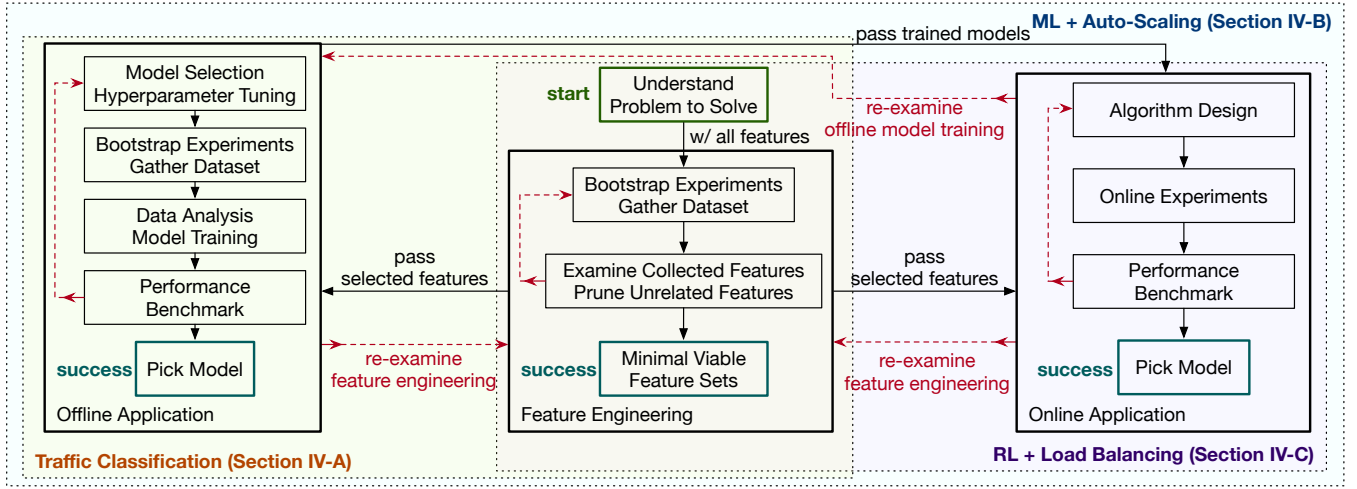 ML + Auto-Scaling (Section IV-B)
pass trained models
Model Selection
Hyperparameter Tuning
Bootstrap Experiments
Gather Dataset
Data Analysis
Model Training
Performance
Benchmark
success
Pick Model
Offline Application
pass
selected features
re-examine
feature engineering
start
Understand
Problem to Solve
w/ all features
Bootstrap Experiments
Gather Dataset
Examine Collected Features
Prune Unrelated Features
success
Minimal Viable
Feature Sets
Feature Engineering
re-examine
offline model training
pass
selected features
re-examine
feature engineering
Algorithm Design
Online Experiments
Performance
Benchmark
success
Pick Model
Online Application
Traffic Classification (Section IV-A)
RL + Load Balancing (Section IV-C)